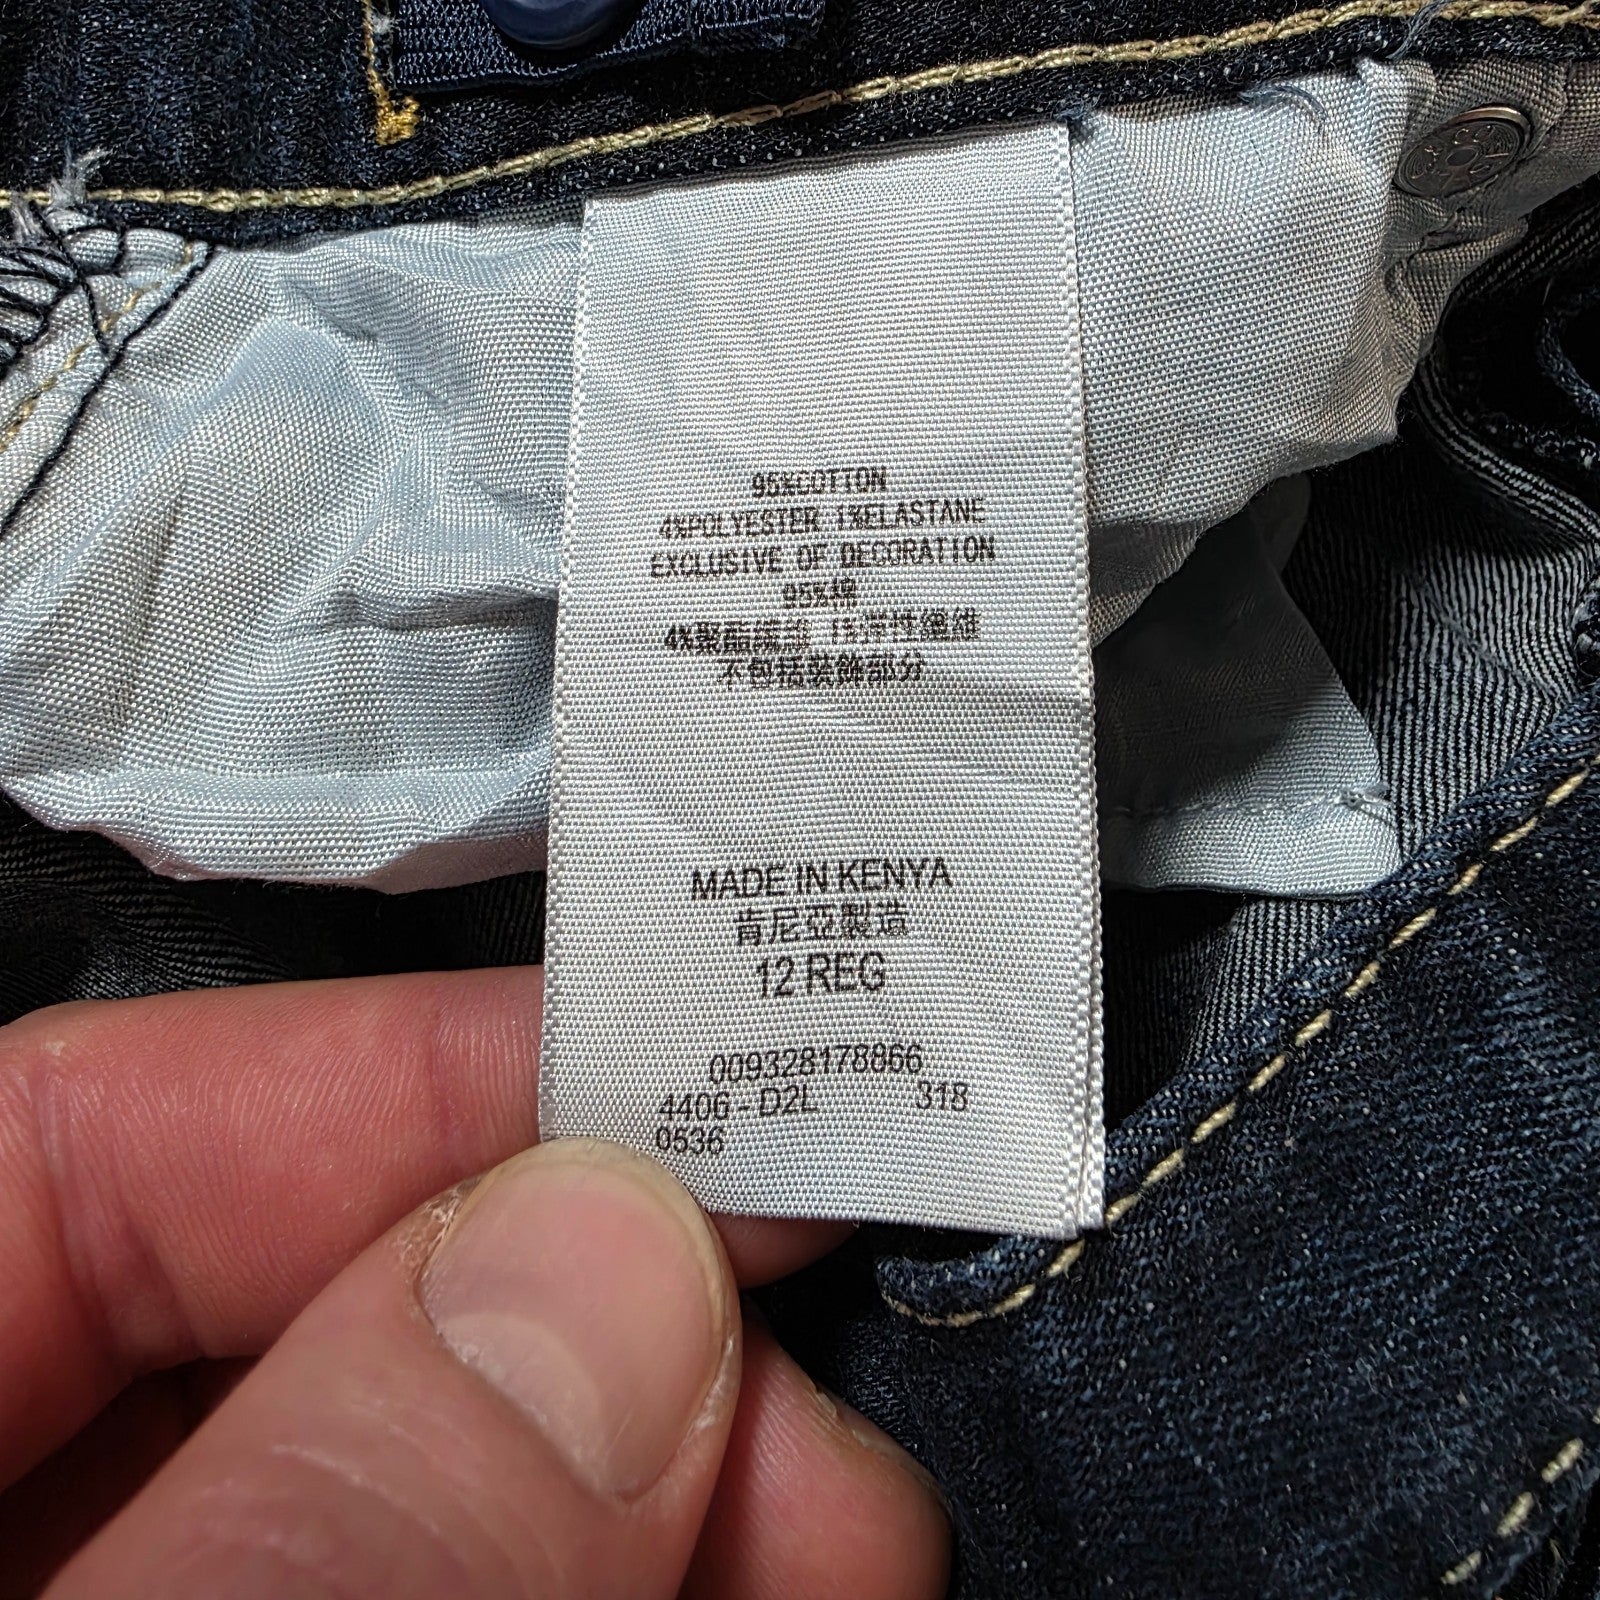 95%COTTON
4%POLYESTER 1%ELASTANE
EXCLUSIVE OF DECORATION
95%棉
4%聚酯纖維 1%彈性纖維
不包括裝飾部分
MADE IN KENYA
肯尼亞製造
12 REG
009328178866
4406 - D2L 318
0536